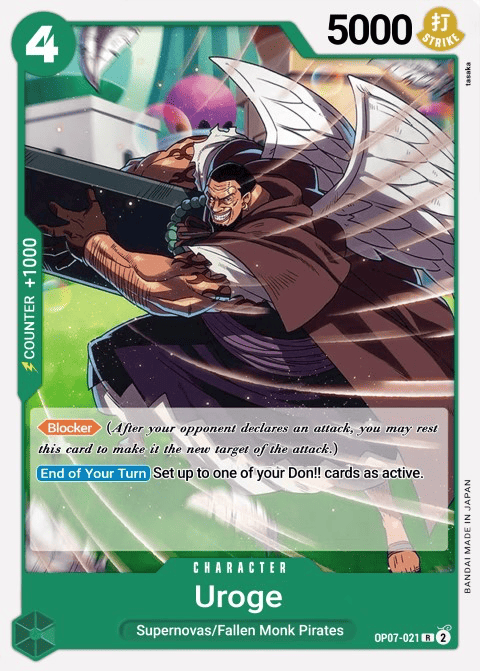 4
5000
打
STRIKE
tasaka
COUNTER +1000
Blocker (After your opponent declares an attack, you may rest
this card to make it the new target of the attack.)
End of Your Turn Set up to one of your Don!! cards as active.
BANDAI MADE IN JAPAN
CHARACTER
Uroge
Supernovas/Fallen Monk Pirates
OP07-021 R 2